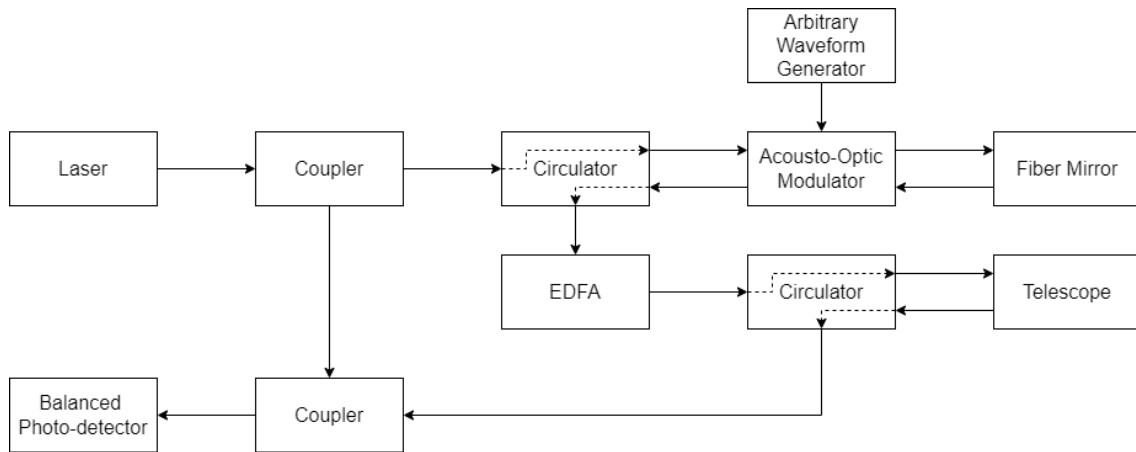 Arbitrary
Waveform
Generator
Laser
Coupler
Circulator
Acousto-Optic
Modulator
Fiber Mirror
EDFA
Circulator
Telescope
Balanced
Photo-detector
Coupler